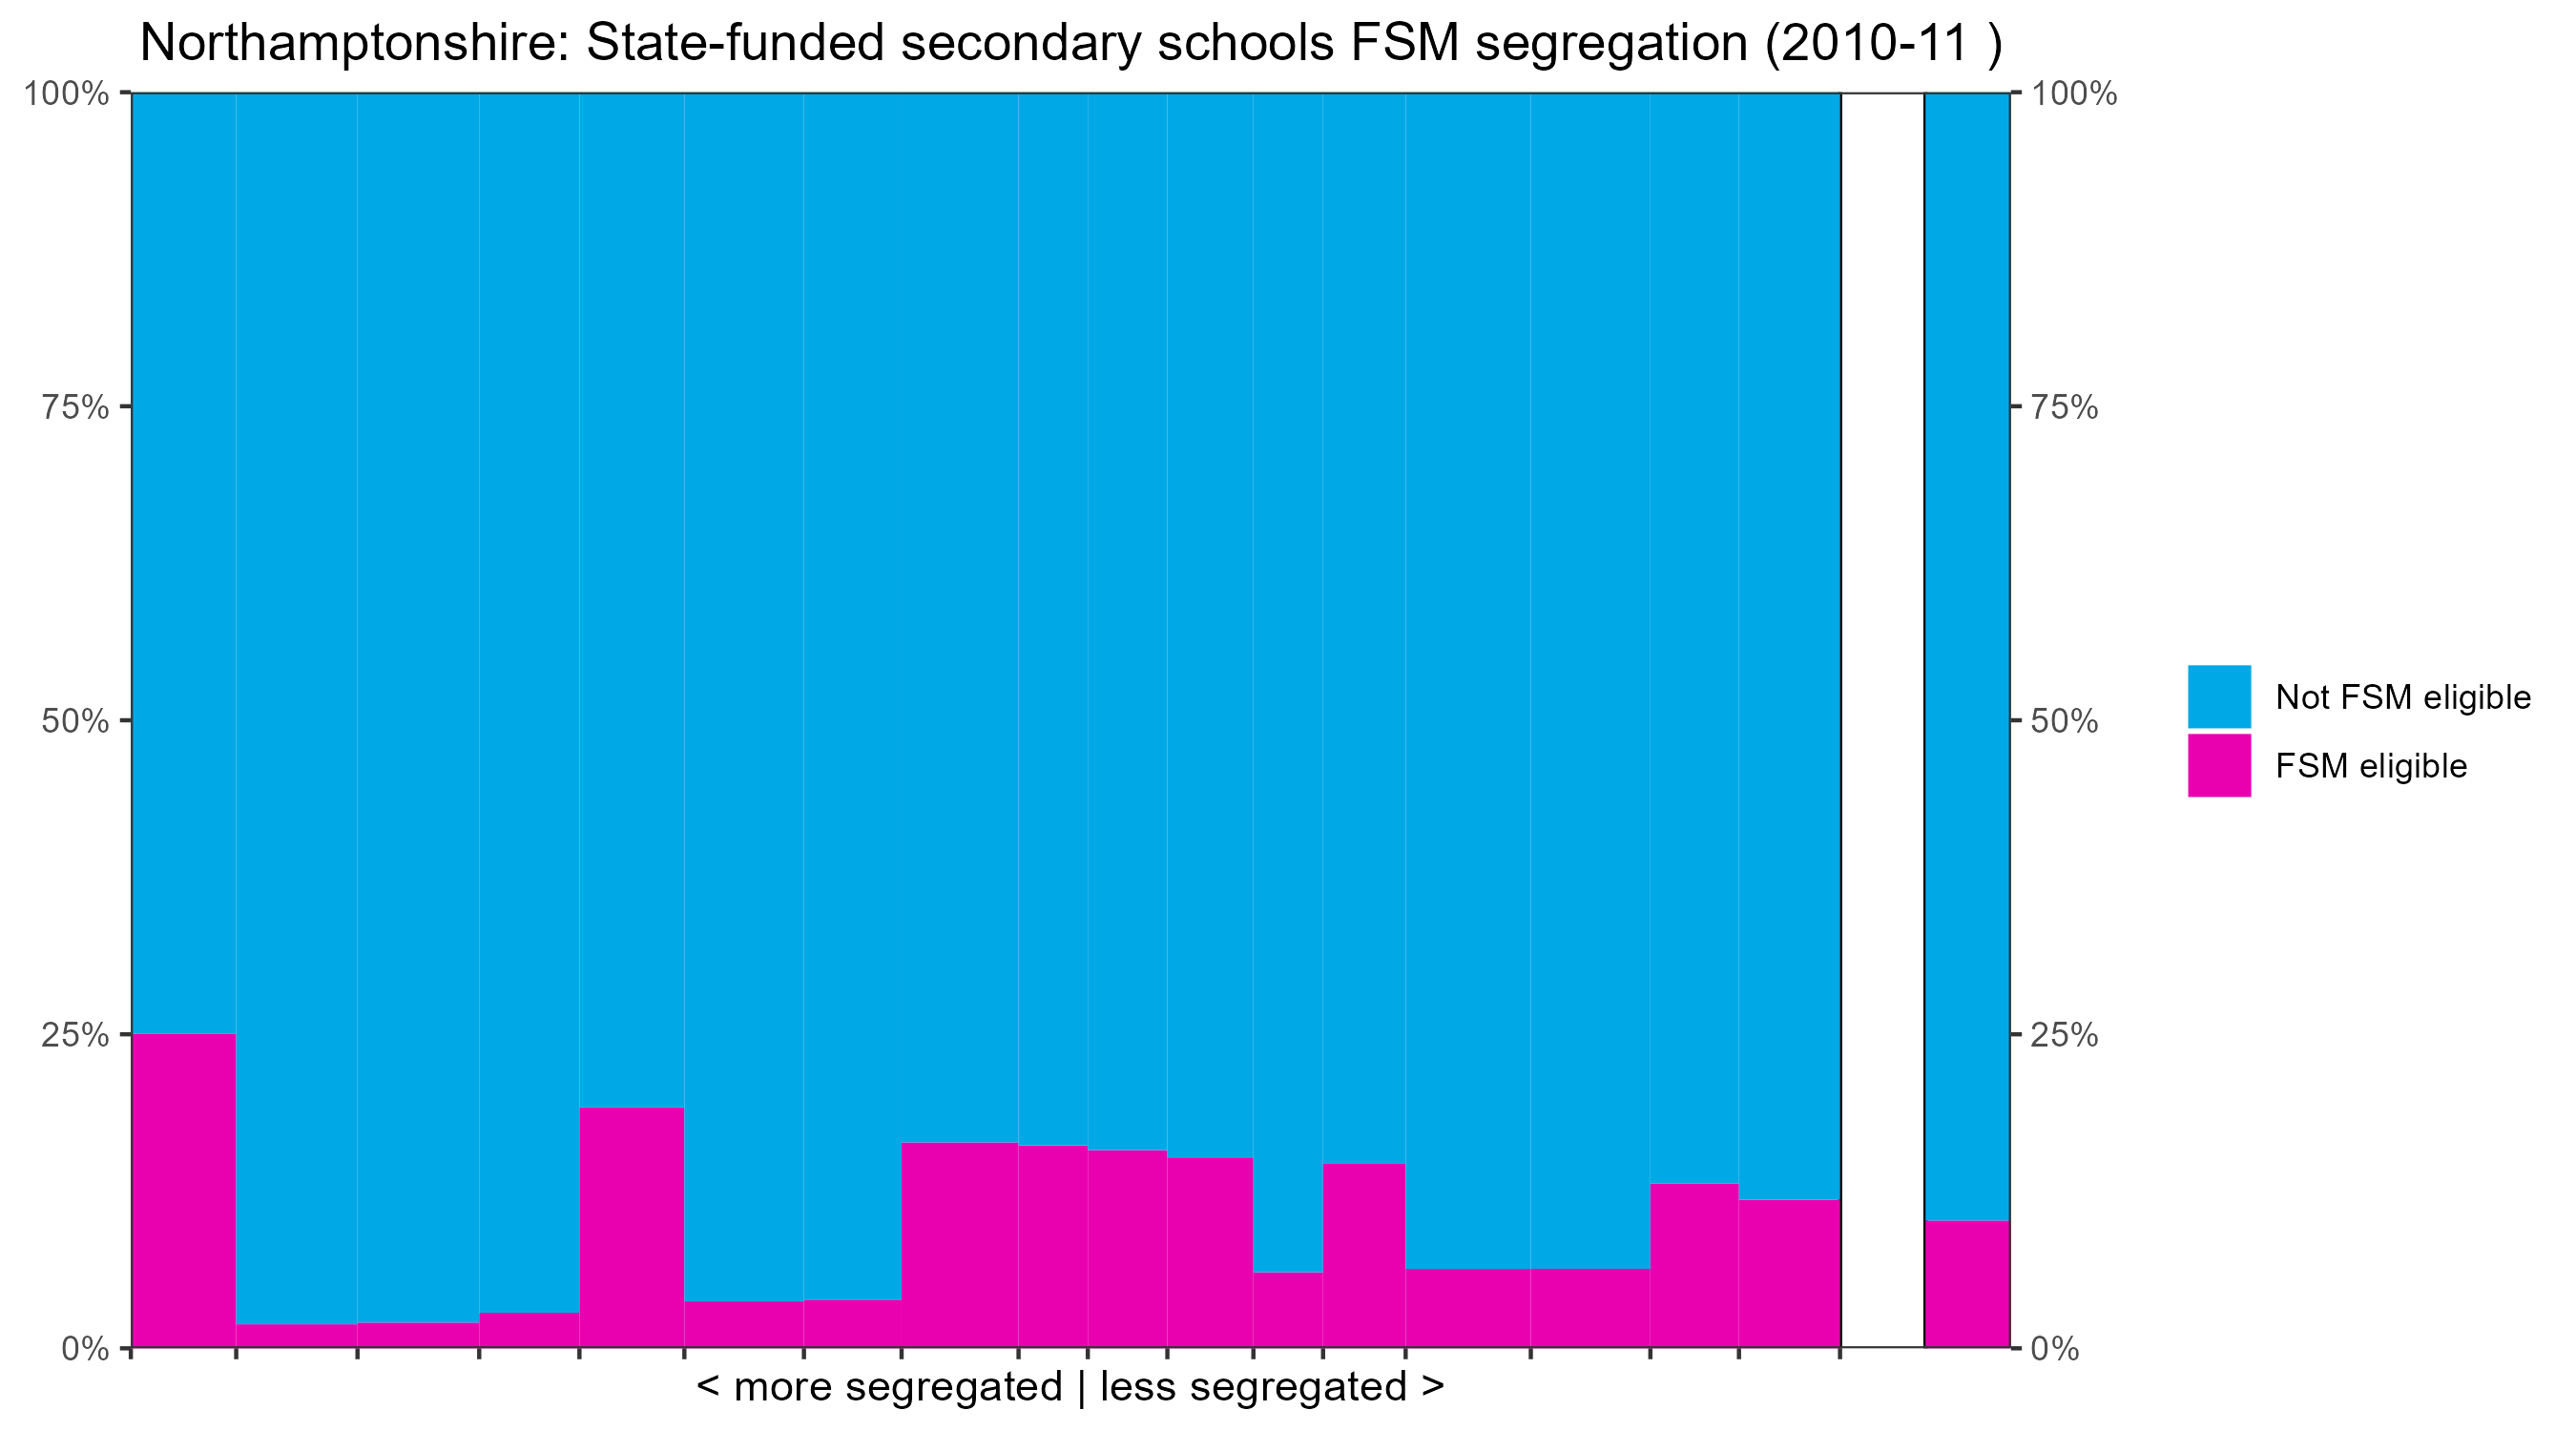 Northamptonshire: State-funded secondary schools FSM segregation (2010-11 )
100%
75%
50%
25%
0%
100%
75%
50%
25%
0%
Not FSM eligible
FSM eligible
< more segregated | less segregated >